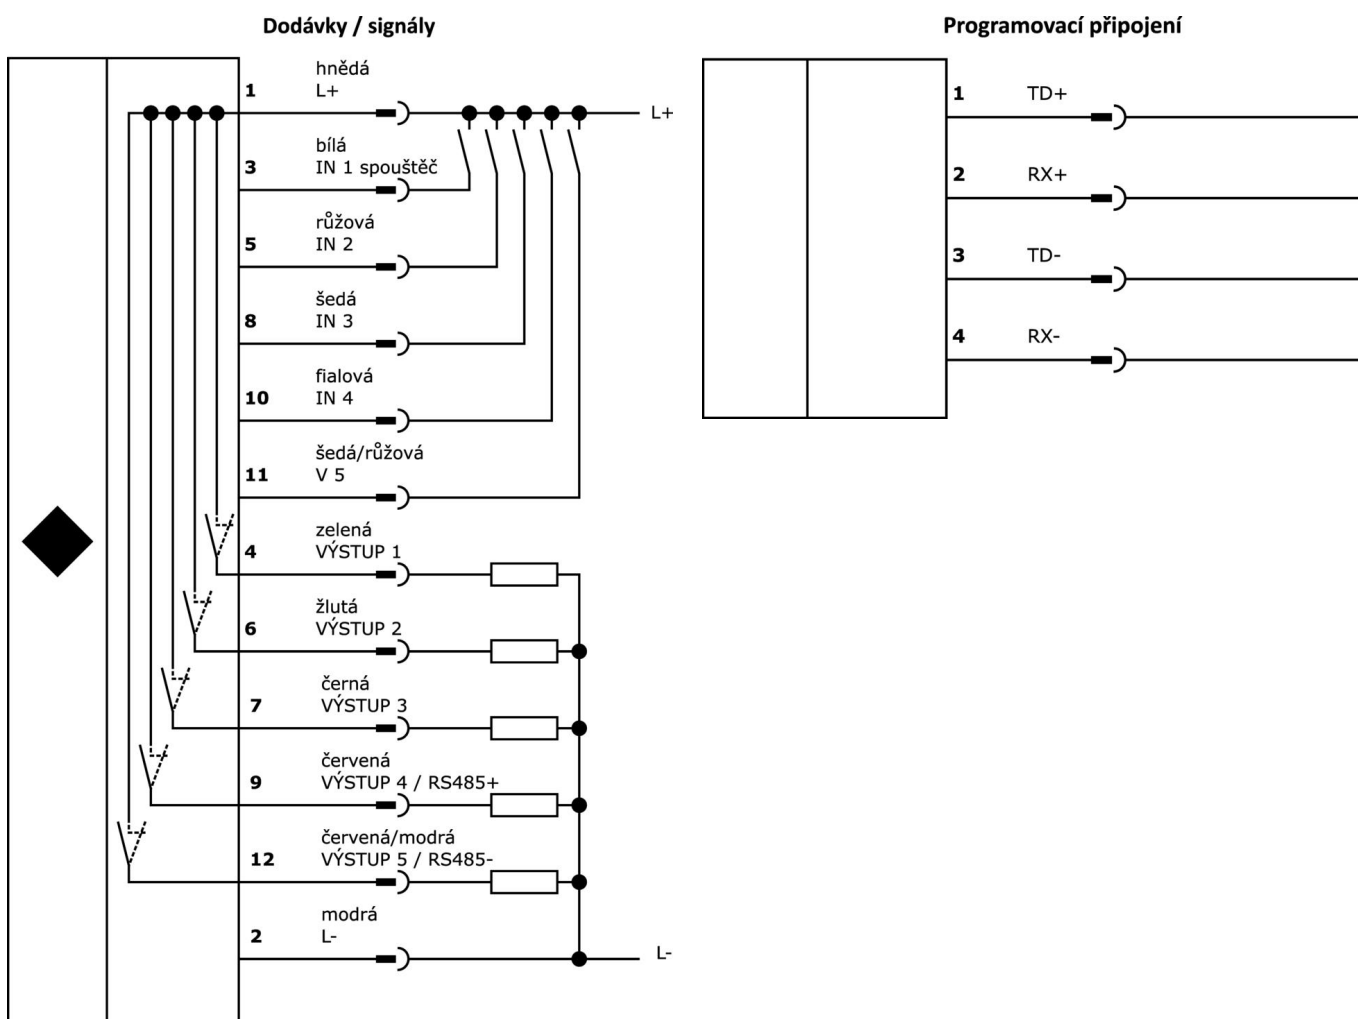 Dodávky / signály
1
hnědá
L+
L+
3
bílá
IN 1 spouštěč
5
růžová
IN 2
8
šedá
IN 3
10
fialová
IN 4
11
šedá/růžová
V 5
4
zelená
VÝSTUP 1
6
žlutá
VÝSTUP 2
7
černá
VÝSTUP 3
9
červená
VÝSTUP 4 / RS485+
12
červená/modrá
VÝSTUP 5 / RS485-
2
modrá
L-
L-
Programovací připojení
1 TD+
2 RX+
3 TD-
4 RX-